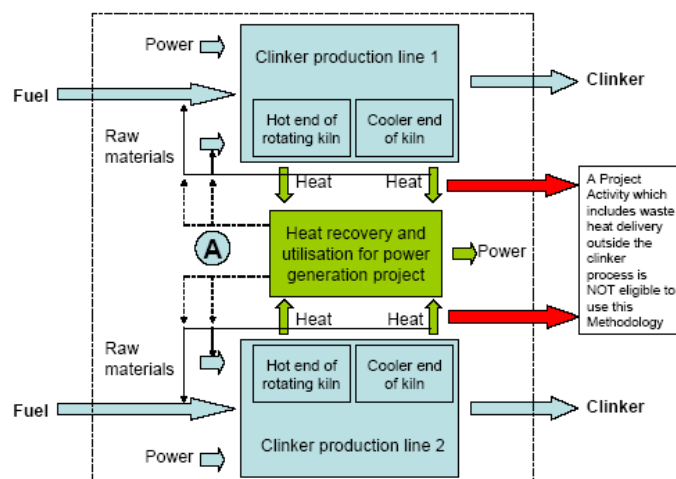 Power
Clinker production line 1
Fuel
Clinker
Hot end of
rotating kiln
Cooler end
of kiln
Raw
materials
Heat
Heat
A Project
Activity which
includes waste
heat delivery
outside the
clinker
process is
NOT eligible to
use this
Methodology
A
Heat recovery and
utilisation for power
generation project
Power
Heat
Heat
Raw
materials
Hot end of
rotating kiln
Cooler end
of kiln
Fuel
Clinker
Clinker production line 2
Power